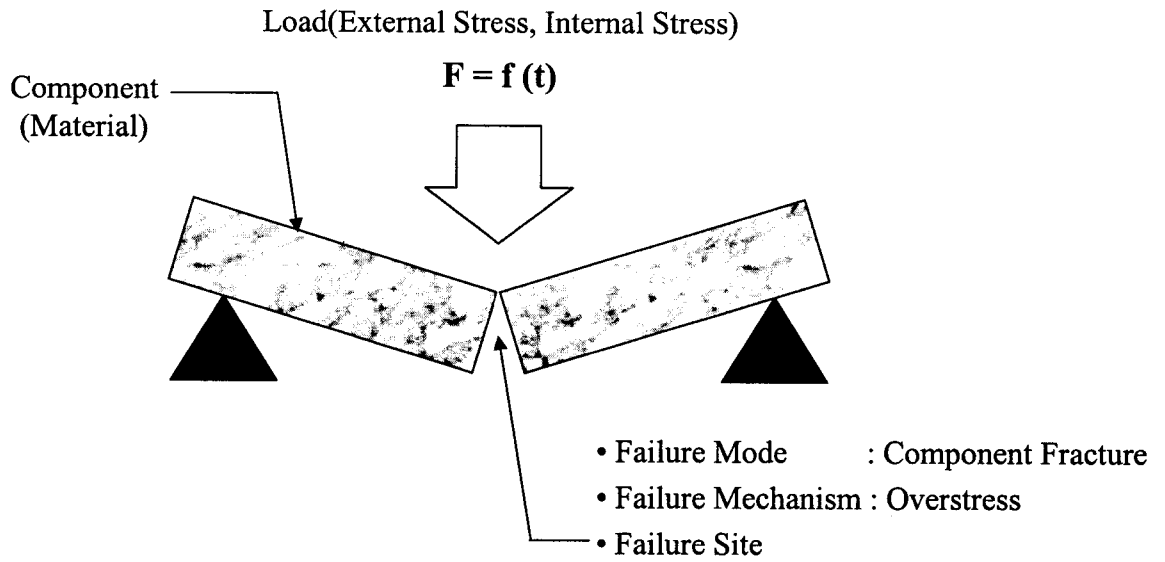 Load(External Stress, Internal Stress)
F = f (t)
Component
(Material)
• Failure Mode : Component Fracture
• Failure Mechanism : Overstress
• Failure Site